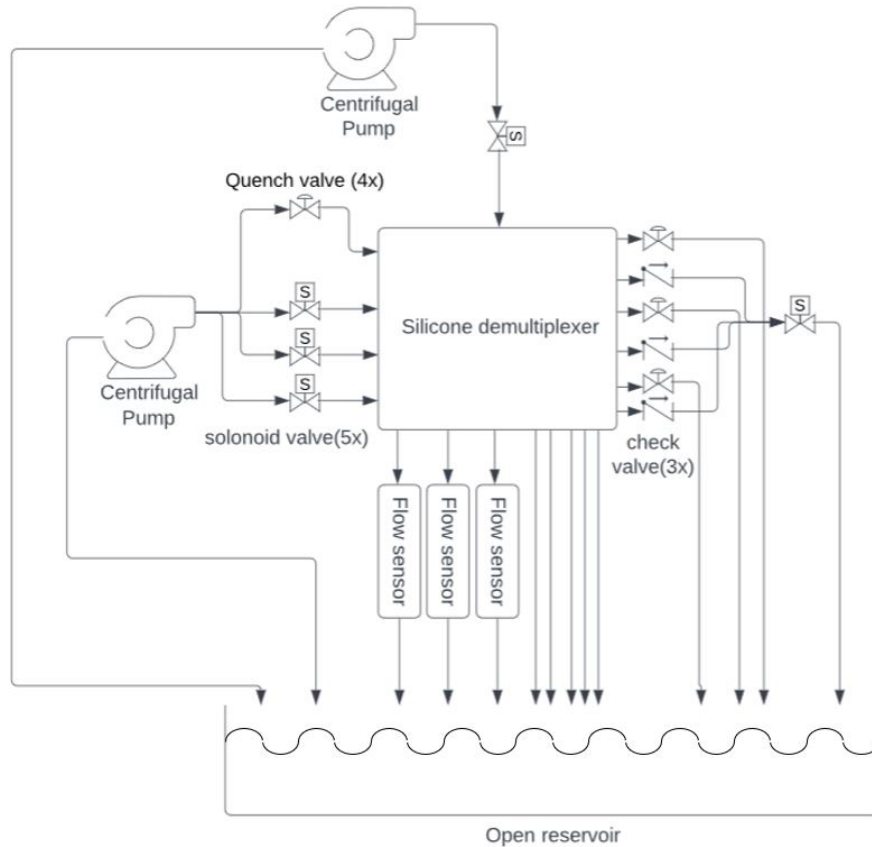 Centrifugal
Pump
S
Quench valve (4x)
S
Silicone demultiplexer
S
S
S
Centrifugal
Pump
solonoid valve(5x)
check
valve(3x)
Flow sensor
Flow sensor
Flow sensor
Open reservoir